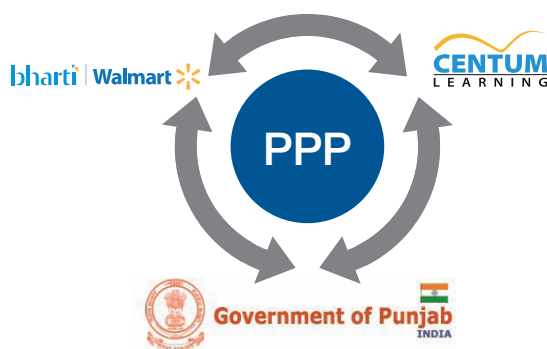 bharti Walmart
CENTUM
LEARNING
PPP
Government of Punjab
INDIA